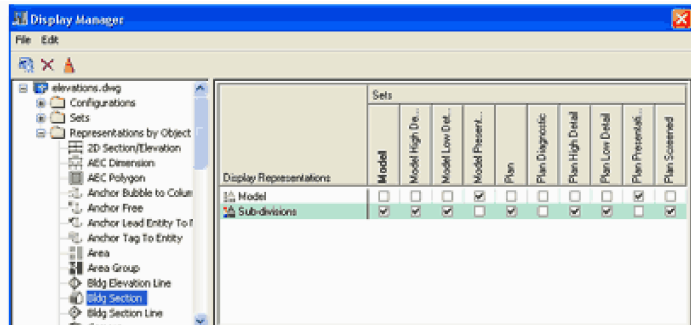 Display Manager
File Edit
elevations.dwg
Configurations
Sets
Representations by Object
2D Section/Elevation
AEC Dimension
AEC Polygon
Anchor Bubble to Colum
Anchor Free
Anchor Lead Entity To
Anchor Tag To Entity
Area
Area Group
Bldg Elevation Line
Bldg Section
Bldg Section Line
Sets
Display Representations
Model
Model High De...
Model Low Det...
Model Present...
Plan
Plan Diagnostic
Plan High Detail
Plan Low Detail
Plan Presentati...
Plan Screened
Model
Sub-divisions